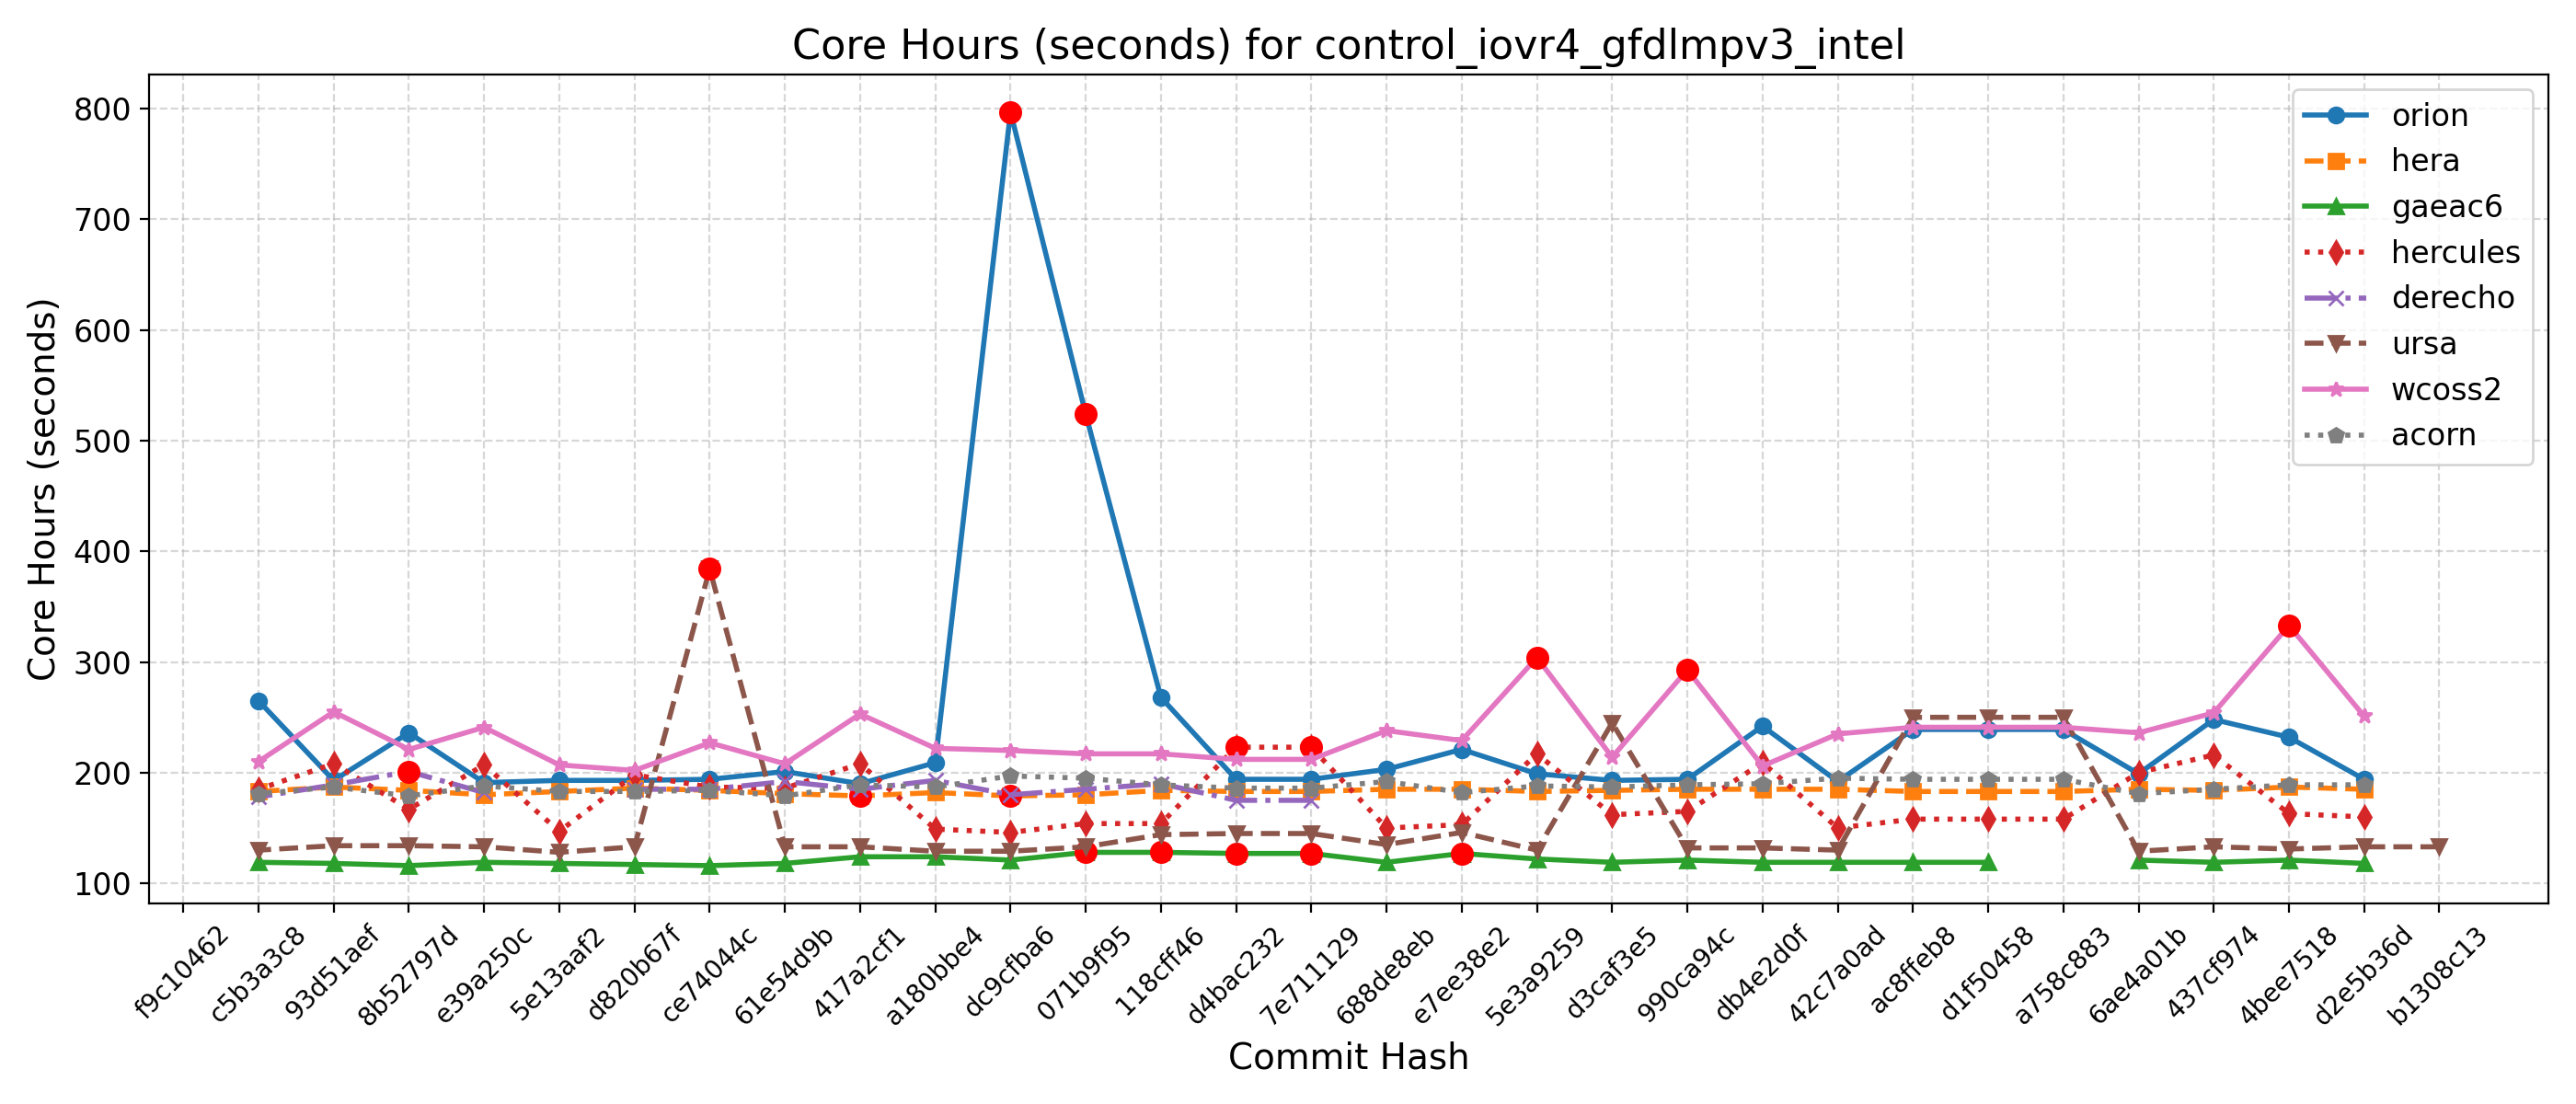 Core Hours (seconds) for control_iovr4_gfdlmpv3_intel
Core Hours (seconds)
800
700
600
500
400
300
200
100
orion
hera
gaeac6
hercules
derecho
ursa
wcoss2
acorn
f9c10462
c5b3a3c8
93d51aef
8b52797d
e39a250c
5e13aaf2
d820b67f
ce74044c
61e54d9b
417a2cf1
a180bbe4
dc9cfba6
071b9f95
118cff46
d4bac232
7e711129
688de8eb
e7ee38e2
5e3a9259
d3caf3e5
990ca94c
db4e2d0f
42c7a0ad
ac8ffeb8
d1f50458
a758c883
6ae4a01b
437cf974
4bee7518
d2e5b36d
b1308c13
Commit Hash